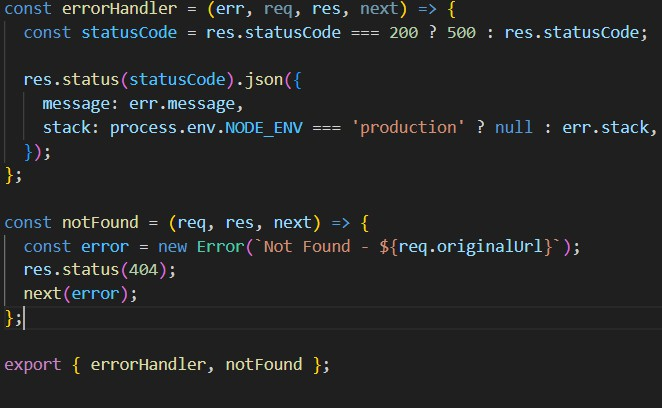 const errorHandler = (err, req, res, next) => {
  const statusCode = res.statusCode === 200 ? 500 : res.statusCode;
  res.status(statusCode).json({
    message: err.message,
    stack: process.env.NODE_ENV === 'production' ? null : err.stack,
  });
};
const notFound = (req, res, next) => {
  const error = new Error(`Not Found - ${req.originalUrl}`);
  res.status(404);
  next(error);
};
export { errorHandler, notFound };